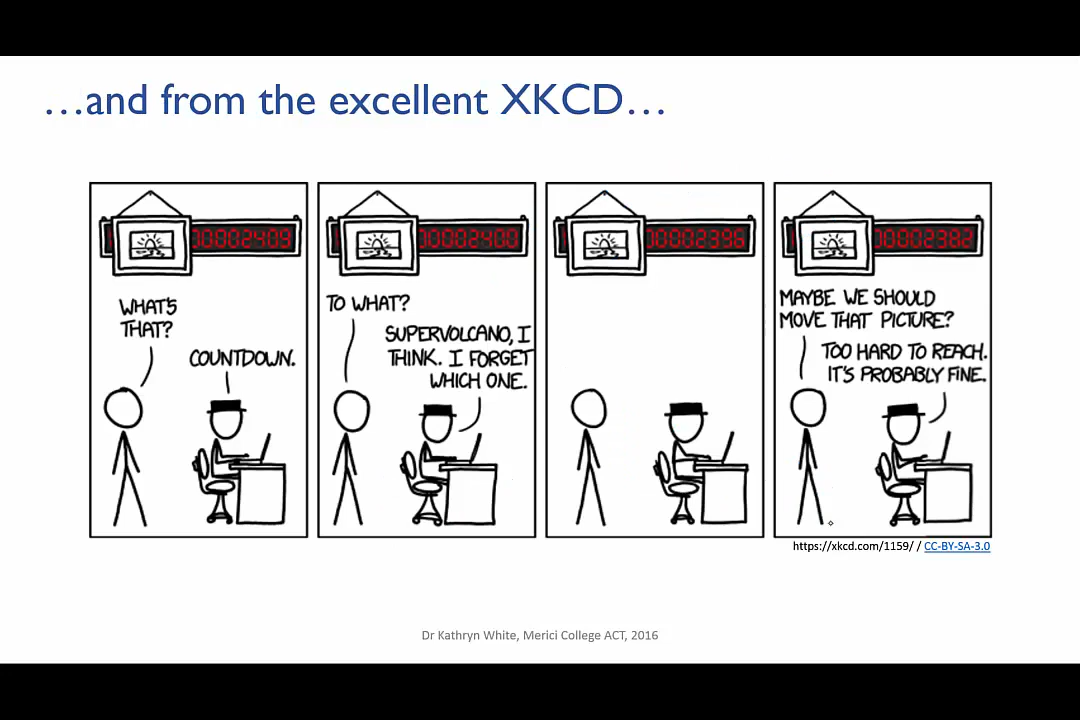 …and from the excellent XKCD…
00002409
WHAT'S
THAT?
COUNTDOWN.
00002400
TO WHAT?
SUPERVOLCANO, I
THINK. I FORGET
WHICH ONE.
00002396
00002382
MAYBE WE SHOULD
MOVE THAT PICTURE?
TOO HARD TO REACH.
IT'S PROBABLY FINE.
https://xkcd.com/1159/ / CC-BY-SA-3.0
Dr Kathryn White, Merici College ACT, 2016